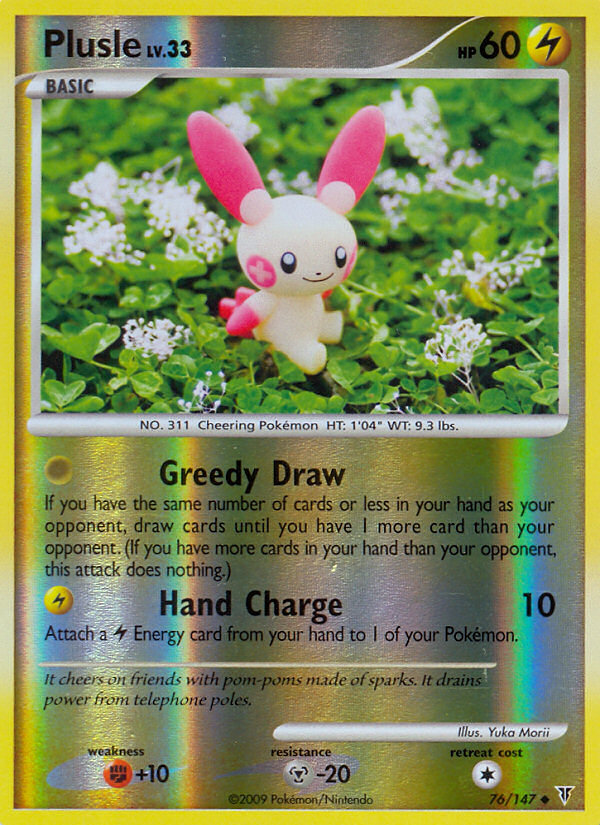 Plusle LV.33 HP 60
BASIC
NO. 311 Cheering Pokémon HT: 1'04" WT: 9.3 lbs.
Greedy Draw
If you have the same number of cards or less in your hand as your
opponent, draw cards until you have 1 more card than your
opponent. (If you have more cards in your hand than your opponent,
this attack does nothing.)
Hand Charge 10
Attach a Energy card from your hand to 1 of your Pokémon.
It cheers on friends with pom-poms made of sparks. It drains
power from telephone poles.
Illus. Yuka Morii
weakness resistance retreat cost
+10 -20
©2009 Pokémon/Nintendo 76/147